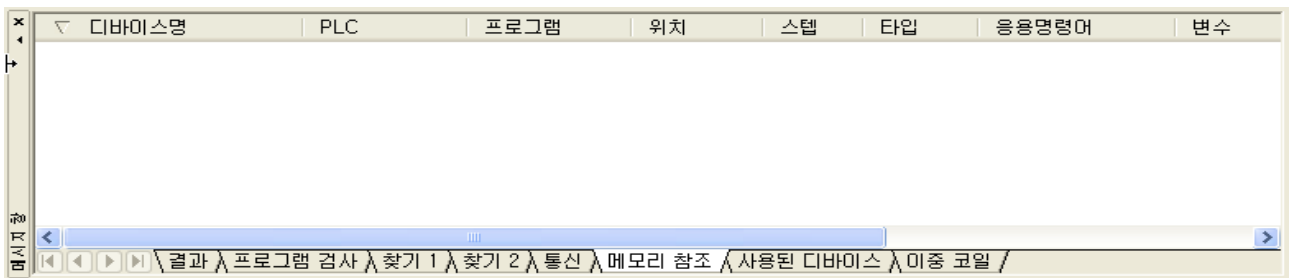 디바이스명 PLC 프로그램 위치 스텝 타입 응용명령어 변수
결과 프로그램 검사 찾기 1 찾기 2 통신 메모리 참조 사용된 디바이스 이중 코일